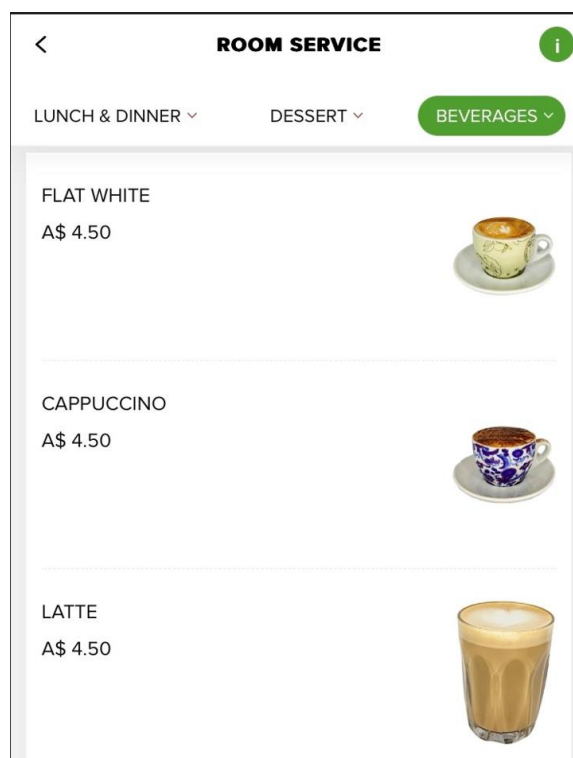 ROOM SERVICE
i
LUNCH & DINNER
DESSERT
BEVERAGES
FLAT WHITE
A$ 4.50
CAPPUCCINO
A$ 4.50
LATTE
A$ 4.50